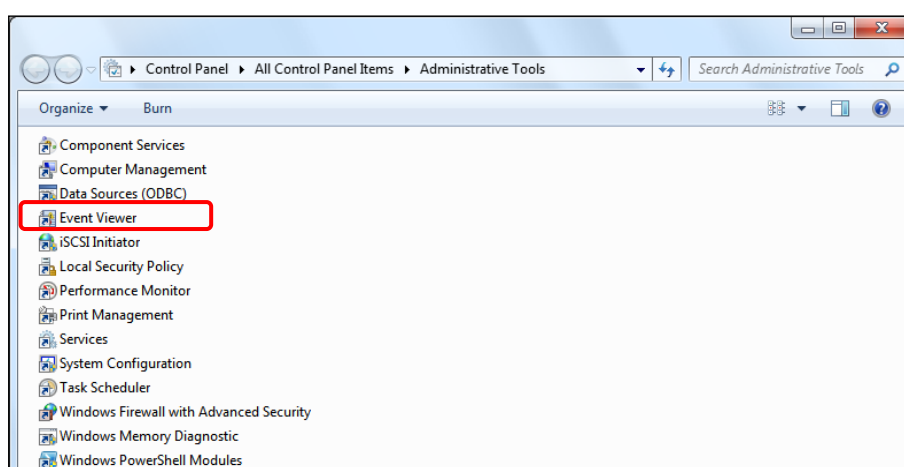 Control Panel ▸ All Control Panel Items ▸ Administrative Tools
Search Administrative Tools
Organize
Burn
Component Services
Computer Management
Data Sources (ODBC)
Event Viewer
iSCSI Initiator
Local Security Policy
Performance Monitor
Print Management
Services
System Configuration
Task Scheduler
Windows Firewall with Advanced Security
Windows Memory Diagnostic
Windows PowerShell Modules